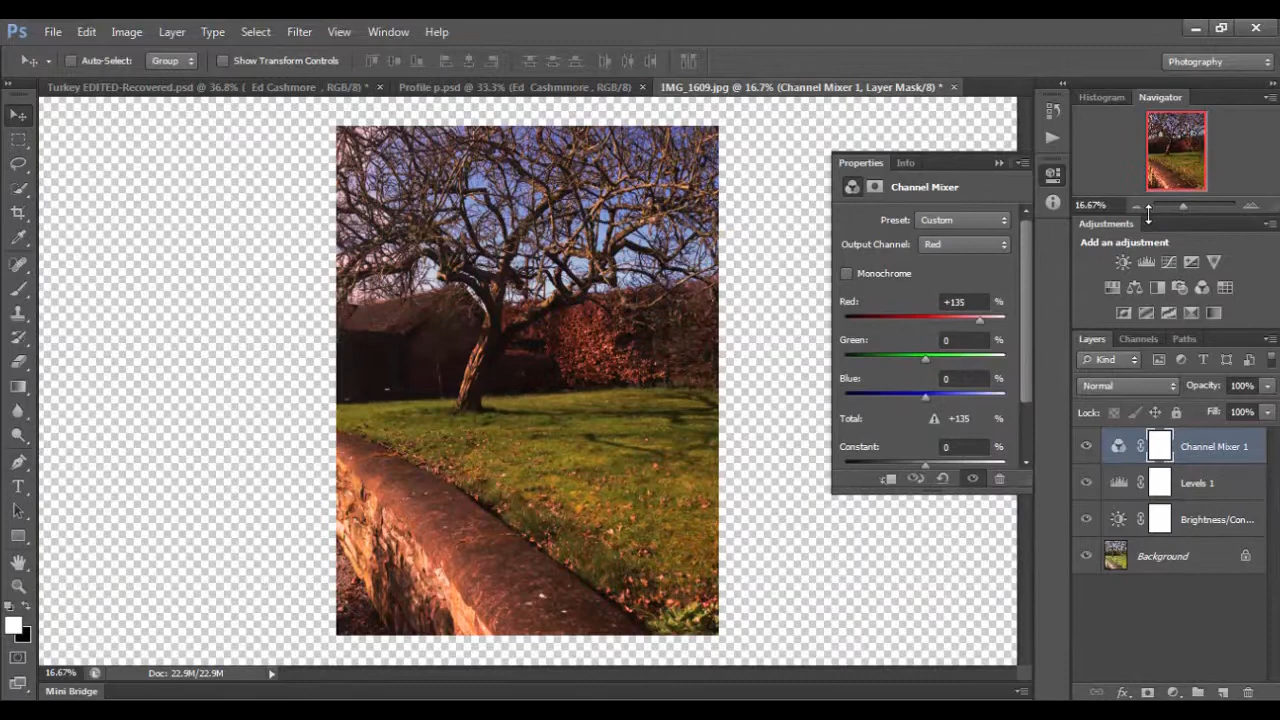 Ps File Edit Image Layer Type Select Filter View Window Help
Auto-Select: Group Show Transform Controls Photography
Turkey EDITED-Recovered.psd @ 36.8% ( Ed Cashmore , RGB/8) * × Profile p.psd @ 33.3% (Ed Cashmmore , RGB/8) × IMG_1609.jpg @ 16.7% (Channel Mixer 1, Layer Mask/8) * ×
Histogram Navigator
16.67%
Properties Info
Channel Mixer
Preset: Custom
Output Channel: Red
Monochrome
Red: +135 %
Green: 0 %
Blue: 0 %
Total: +135 %
Constant: 0 %
Adjustments
Add an adjustment
Layers Channels Paths
Kind
Normal Opacity: 100%
Lock: Fill: 100%
Channel Mixer 1
Levels 1
Brightness/Con...
Background
16.67% Doc: 22.9M/22.9M
Mini Bridge